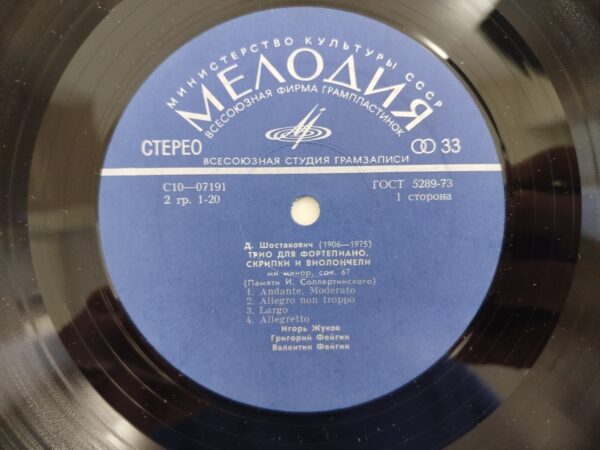 МИНИСТЕРСТВО КУЛЬТУРЫ СССР
МЕЛОДИЯ
ВСЕСОЮЗНАЯ ФИРМА ГРАМПЛАСТИНОК
СТЕРЕО
33
ВСЕСОЮЗНАЯ СТУДИЯ ГРАМЗАПИСИ
С10—07191
ГОСТ 5289-73
2 гр. 1-20
1 сторона
Д. Шостакович (1906—1975)
ТРИО ДЛЯ ФОРТЕПИАНО,
СКРИПКИ И ВИОЛОНЧЕЛИ
ми минор, соч. 67
(Памяти И. Соллертинского)
1. Andante. Moderato
2. Allegro non troppo
3. Largo
4. Allegretto
Игорь Жуков
Григорий Фейгин
Валентин Фейгин